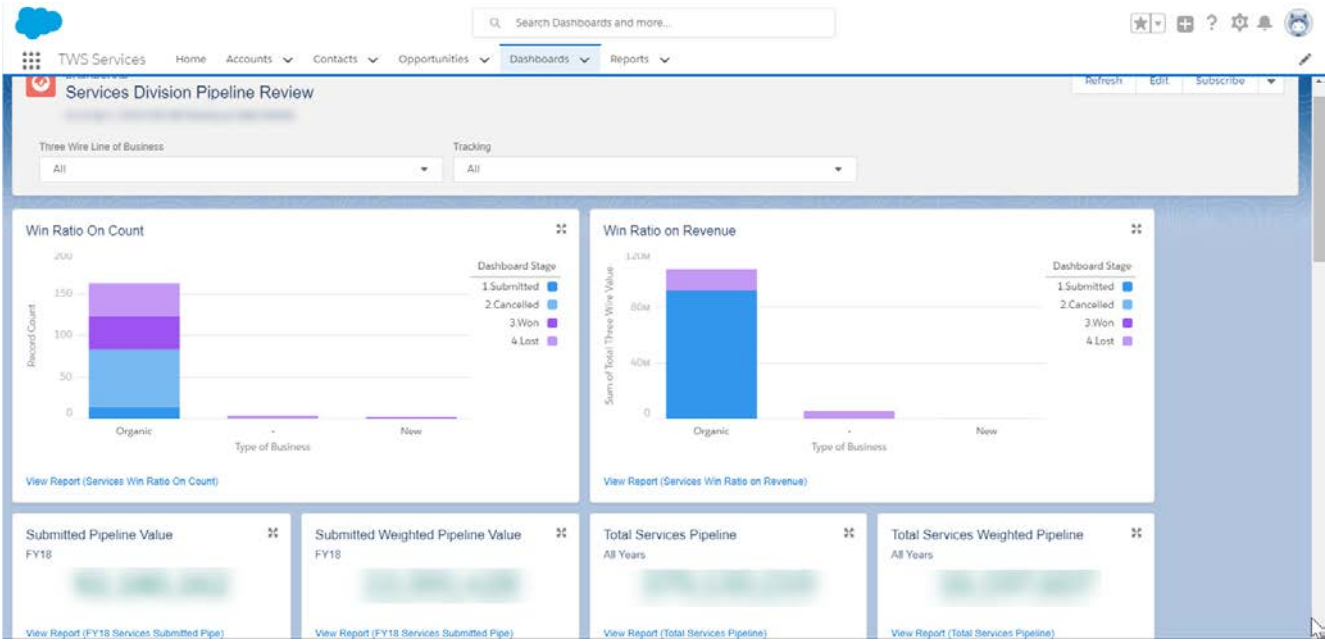 Search Dashboards and more...
TWS Services Home Accounts Contacts Opportunities Dashboards Reports
Services Division Pipeline Review
Refresh Edit Subscribe
Three Wire Line of Business Tracking
All All
Win Ratio On Count
200
150
100
50
0
Record Count
Organic - New
Type of Business
Dashboard Stage
1.Submitted
2.Cancelled
3.Won
4.Lost
View Report (Services Win Ratio On Count)
Win Ratio on Revenue
120M
80M
40M
0
Sum of Total Three Wire Value
Organic - New
Type of Business
Dashboard Stage
1.Submitted
2.Cancelled
3.Won
4.Lost
View Report (Services Win Ratio on Revenue)
Submitted Pipeline Value
FY18
View Report (FY18 Services Submitted Pipe)
Submitted Weighted Pipeline Value
FY18
View Report (FY18 Services Submitted Pipe)
Total Services Pipeline
All Years
View Report (Total Services Pipeline)
Total Services Weighted Pipeline
All Years
View Report (Total Services Pipeline)